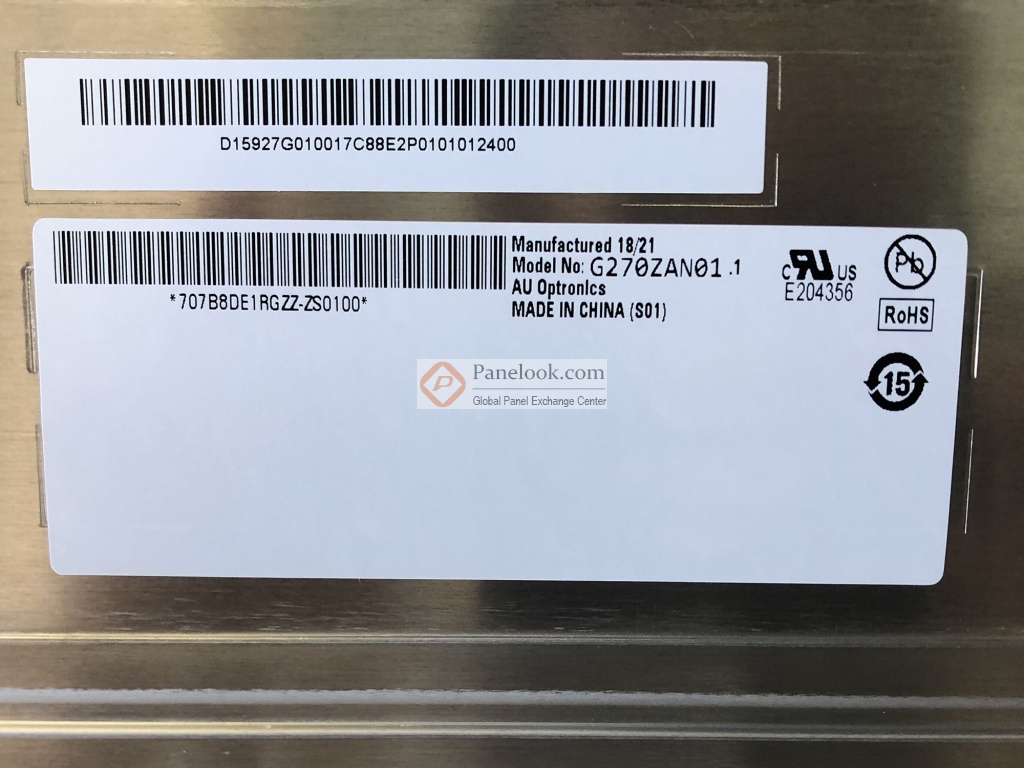 D15927G010017C88E2P0101012400
*707B8DE1RGZZ-ZS0100*
Manufactured 18/21
Model No: G270ZAN01 .1
AU Optronics
MADE IN CHINA (S01)
C RU US
E204356
Pb
RoHS
15
P
Panelook.com
Global Panel Exchange Center